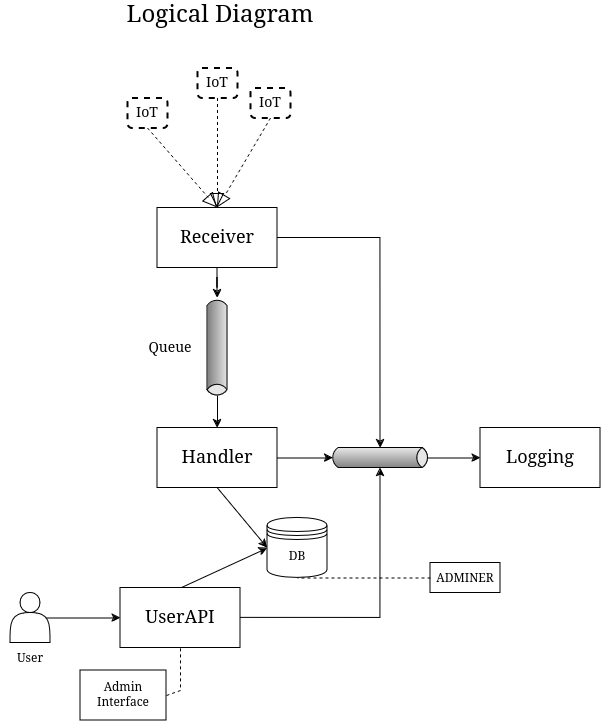 Logical Diagram
IoT
IoT
IoT
Receiver
Queue
Handler
Logging
DB
ADMINER
UserAPI
User
Admin
Interface